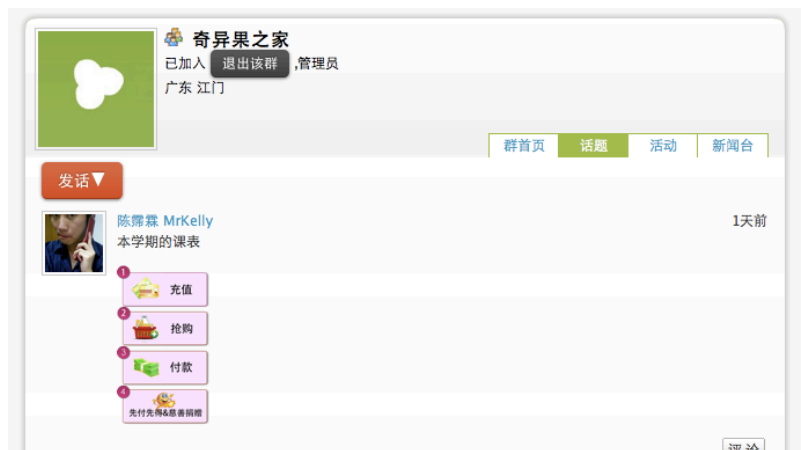 奇异果之家
已加入 退出该群 ,管理员
广东 江门
群首页 话题 活动 新闻台
发话▼
陈霈霖 MrKelly 1天前
本学期的课表
1
充值
2
抢购
3
付款
4
先付先得&慈善捐赠
评 论